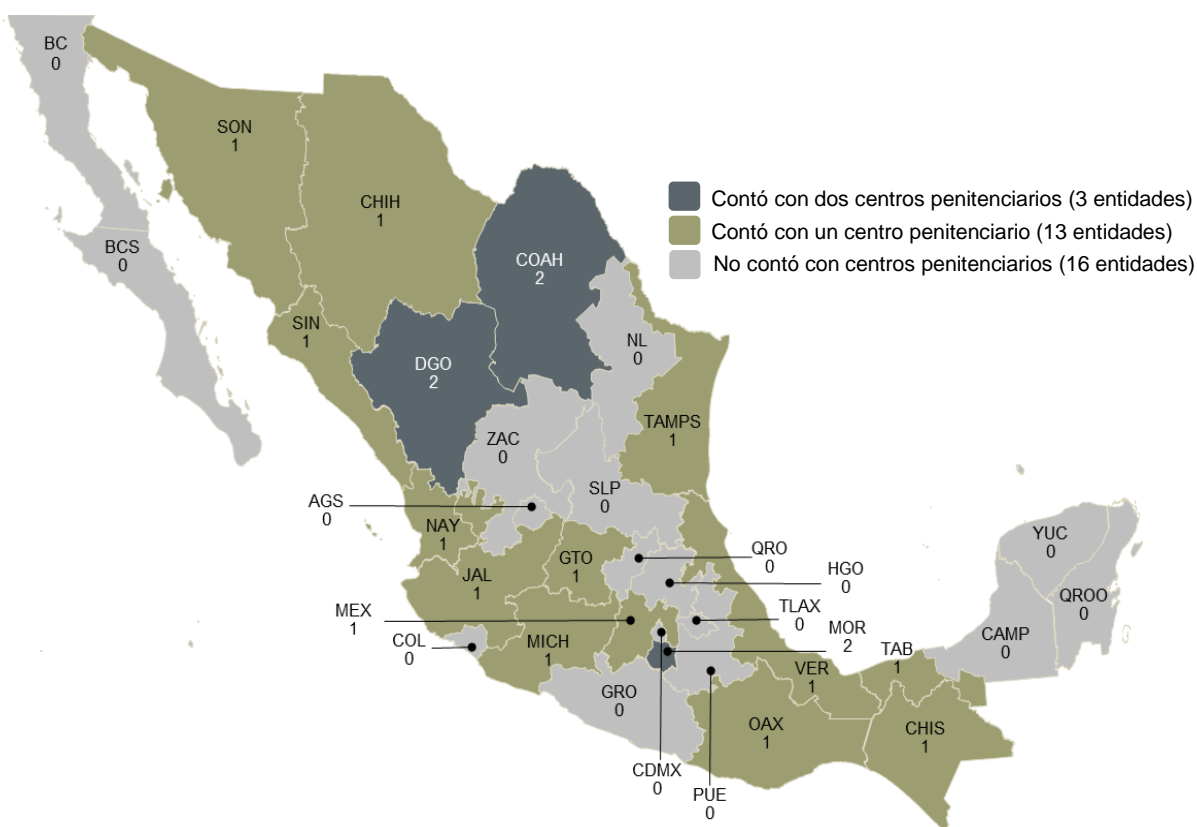 BC
0
SON
1
CHIH
1
Contó con dos centros penitenciarios (3 entidades)
Contó con un centro penitenciario (13 entidades)
No contó con centros penitenciarios (16 entidades)
BCS
0
COAH
2
SIN
1
NL
0
DGO
2
TAMPS
1
ZAC
0
SLP
0
AGS
0
NAY
1
YUC
0
QRO
0
GTO
1
HGO
0
JAL
1
QROO
0
MEX
1
TLAX
0
MOR
2
CAMP
0
COL
0
MICH
1
TAB
1
VER
1
GRO
0
OAX
1
CHIS
1
CDMX
0
PUE
0